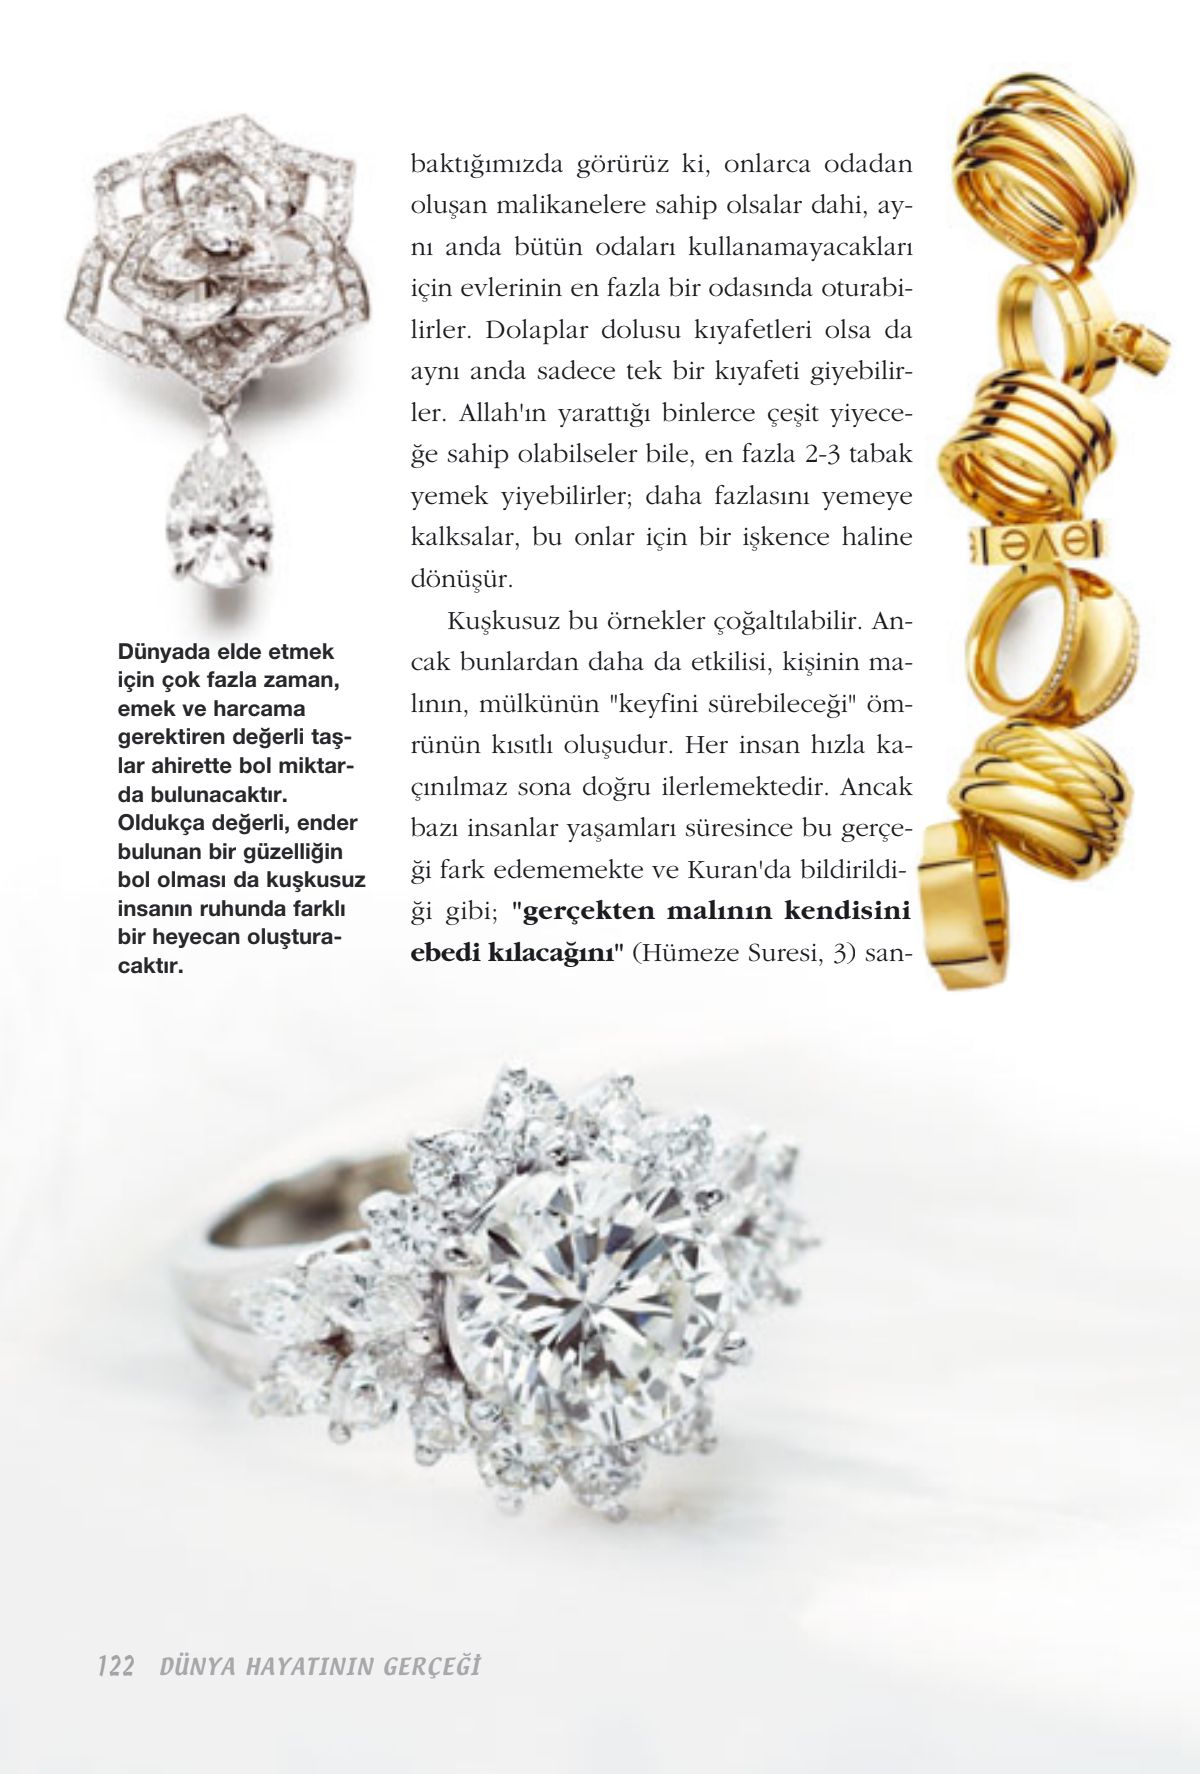 baktığımızda görürüz ki, onlarca odadan
oluşan malikanelere sahip olsalar dahi, ay-
nı anda bütün odaları kullanamayacakları
için evlerinin en fazla bir odasında oturabi-
lirler. Dolaplar dolusu kıyafetleri olsa da
aynı anda sadece tek bir kıyafeti giyebilir-
ler. Allah'ın yarattığı binlerce çeşit yiyece-
ğe sahip olabilseler bile, en fazla 2-3 tabak
yemek yiyebilirler; daha fazlasını yemeye
kalksalar, bu onlar için bir işkence haline
dönüşür.
Kuşkusuz bu örnekler çoğaltılabilir. An-
cak bunlardan daha da etkilisi, kişinin ma-
lının, mülkünün "keyfini sürebileceği" öm-
rünün kısıtlı oluşudur. Her insan hızla ka-
çınılmaz sona doğru ilerlemektedir. Ancak
bazı insanlar yaşamları süresince bu gerçe-
ği fark edememekte ve Kuran'da bildirildi-
ği gibi; "gerçekten malının kendisini
ebedi kılacağını" (Hümeze Suresi, 3) san-
Dünyada elde etmek
için çok fazla zaman,
emek ve harcama
gerektiren değerli taş-
lar ahirette bol miktar-
da bulunacaktır.
Oldukça değerli, ender
bulunan bir güzelliğin
bol olması da kuşkusuz
insanın ruhunda farklı
bir heyecan oluştura-
caktır.
122 DÜNYA HAYATININ GERÇEĞİ